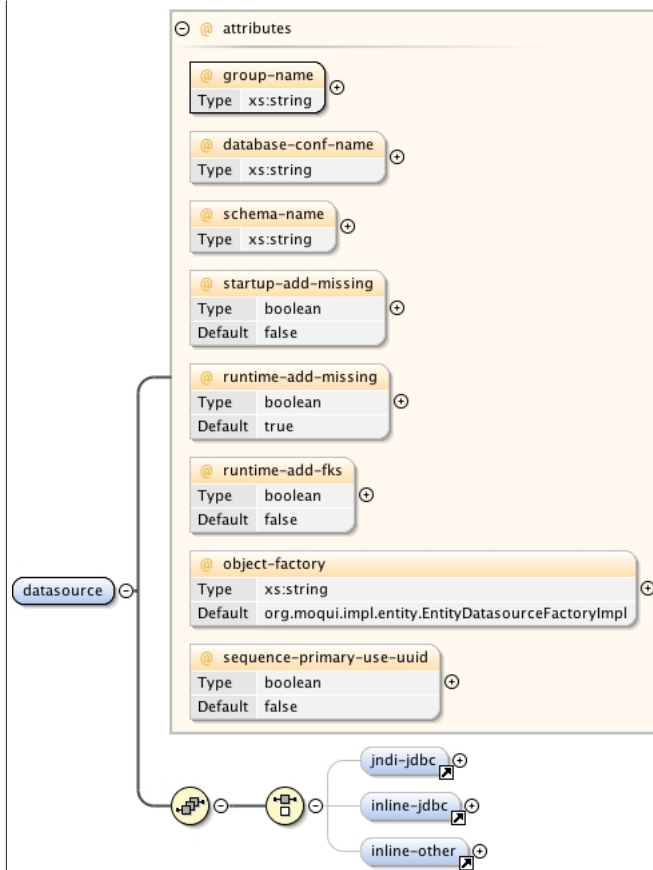 @ attributes
@ group-name
Type xs:string
@ database-conf-name
Type xs:string
@ schema-name
Type xs:string
@ startup-add-missing
Type boolean
Default false
@ runtime-add-missing
Type boolean
Default true
@ runtime-add-fks
Type boolean
Default false
@ object-factory
Type xs:string
Default org.moqui.impl.entity.EntityDatasourceFactoryImpl
@ sequence-primary-use-uuid
Type boolean
Default false
datasource
jndi-jdbc
inline-jdbc
inline-other